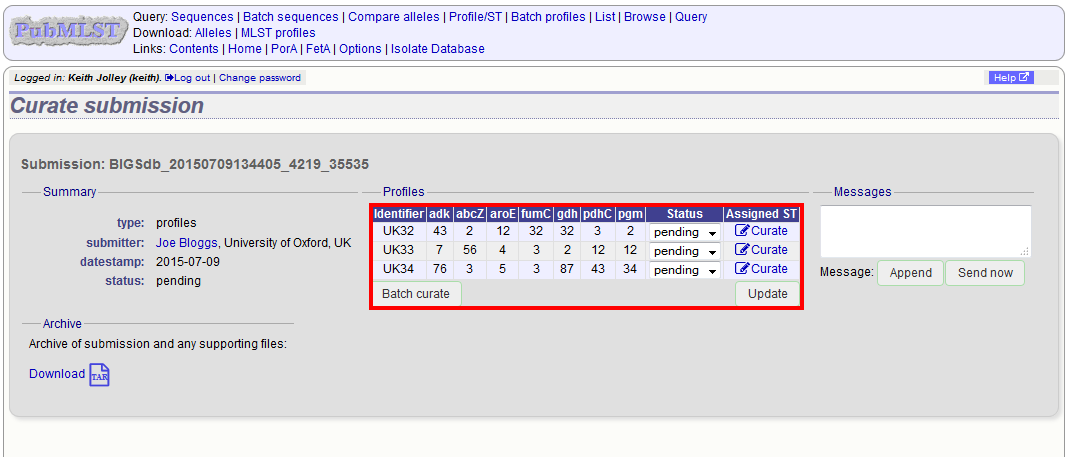 PubMLST
Query: Sequences | Batch sequences | Compare alleles | Profile/ST | Batch profiles | List | Browse | Query
Download: Alleles | MLST profiles
Links: Contents | Home | PorA | FetA | Options | Isolate Database
Logged in: Keith Jolley (keith). Log out | Change password
Help
Curate submission
Submission: BIGSdb_20150709134405_4219_35535
Summary
type: profiles
submitter: Joe Bloggs, University of Oxford, UK
datestamp: 2015-07-09
status: pending
Profiles
Identifier adk abcZ aroE fumC gdh pdhC pgm Status Assigned ST
UK32 43 2 12 32 32 3 2 pending Curate
UK33 7 56 4 3 2 12 12 pending Curate
UK34 76 3 5 3 87 43 34 pending Curate
Batch curate Update
Messages
Message: Append Send now
Archive
Archive of submission and any supporting files:
Download TAR